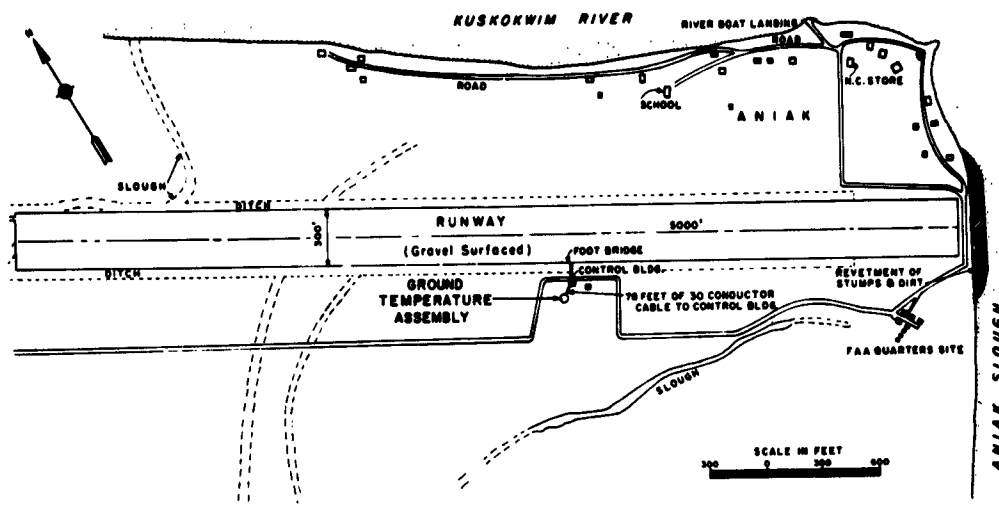 KUSKOKWIM RIVER
RIVER BOAT LANDING
ROAD
N
N.C. STORE
ROAD
SCHOOL
ANIAK
SLOUGH
DITCH
RUNWAY
5000'
300'
(Gravel Surfaced)
FOOT BRIDGE
DITCH
CONTROL BLDG.
REVETMENT OF
STUMPS & DIRT
GROUND
TEMPERATURE
ASSEMBLY
78 FEET OF 30 CONDUCTOR
CABLE TO CONTROL BLDG.
FAA QUARTERS SITE
SLOUGH
ANIAK SLOUGH
SCALE IN FEET
300 0 300 600